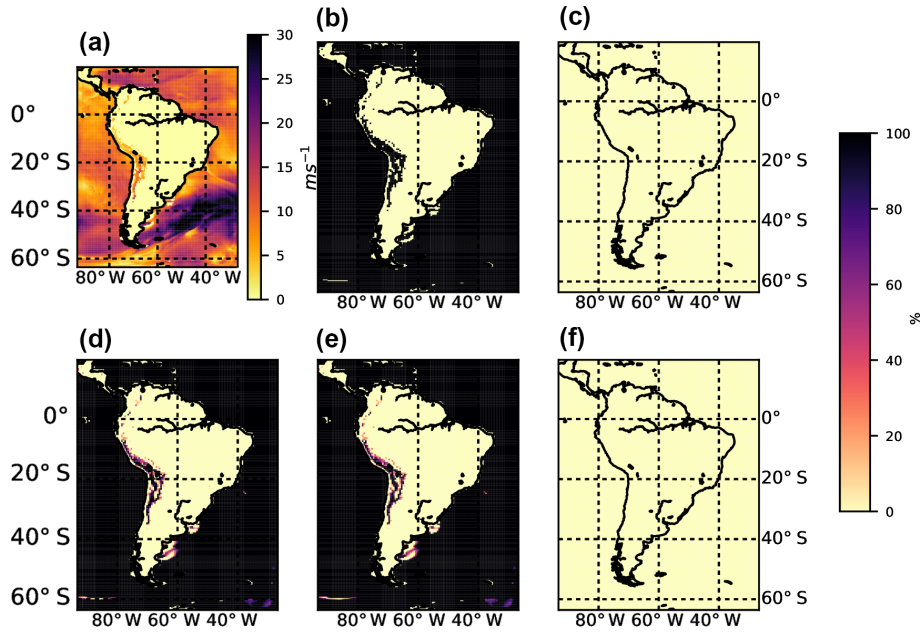 (a)
(b)
(c)
0°
20° S
40° S
60° S
80° W
60° W
40° W
30
25
20
15
10
5
0
ms⁻¹
80° W
60° W
40° W
0°
20° S
40° S
60° S
80° W
60° W
40° W
100
80
60
40
20
0
%
(d)
(e)
(f)
0°
20° S
40° S
60° S
80° W
60° W
40° W
80° W
60° W
40° W
0°
20° S
40° S
60° S
80° W
60° W
40° W